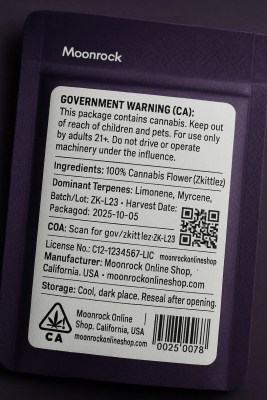 Moonrock
GOVERNMENT WARNING (CA):
This package contains cannabis. Keep out
of reach of children and pets. For use only
by adults 21+. Do not drive or operate
machinery under the influence.
Ingredients: 100% Cannabis Flower (Zkittlez)
Dominant Terpenes: Limonene, Myrcene,
Batch/Lot: ZK-L23 • Harvest Date:
Packagod: 2025-10-05
COA: Scan for gov/zkittlez-ZK-L23
License No.: C12-1234567-LIC moonrockonlineshop
Manufacturer: Moonrock Online Shop,
California. USA • moonrockonlineshop.com
Storage: Cool, dark place. Reseal after opening.
Moonrock Online
Shop. California, USA
moonrockonlineshop.com
CA
0025'0078